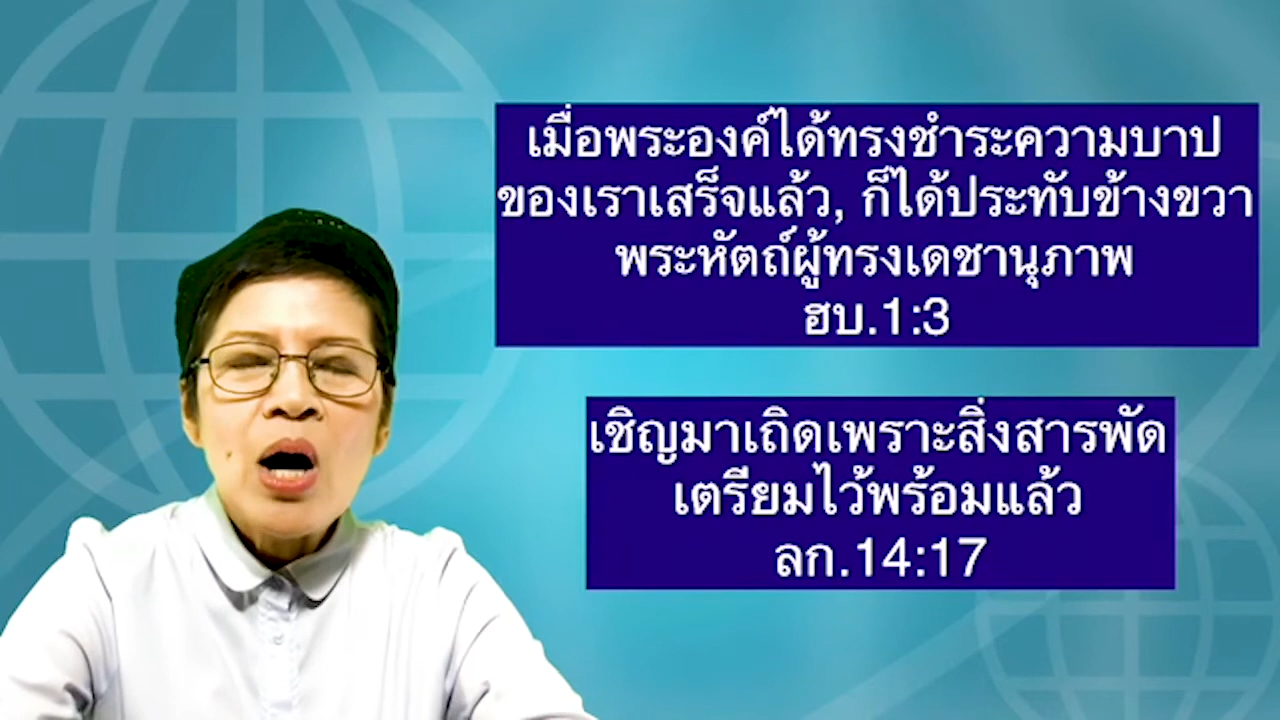 เมื่อพระองค์ได้ทรงชำระความบาป
ของเราเสร็จแล้ว, ก็ได้ประทับข้างขวา
พระหัตถ์ผู้ทรงเดชานุภาพ
ฮบ.1:3
เชิญมาเถิดเพราะสิ่งสารพัด
เตรียมไว้พร้อมแล้ว
ลก.14:17